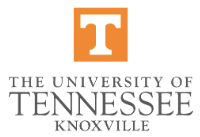 T
THE UNIVERSITY OF
TENNESSEE
KNOXVILLE